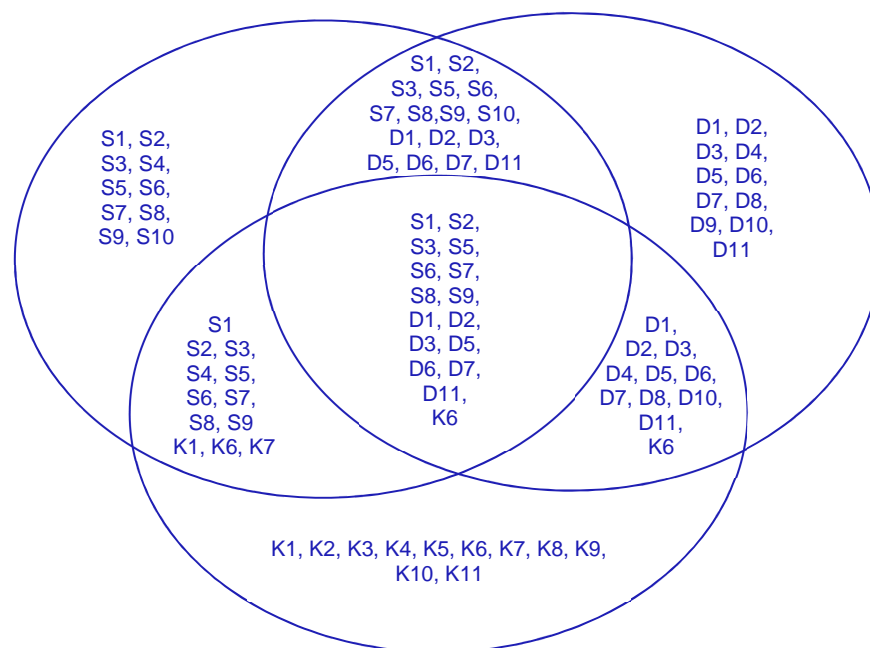 S1, S2,
S3, S5, S6,
S7, S8,S9, S10,
D1, D2, D3,
D5, D6, D7, D11
S1, S2,
S3, S4,
S5, S6,
S7, S8,
S9, S10
D1, D2,
D3, D4,
D5, D6,
D7, D8,
D9, D10,
D11
S1, S2,
S3, S5,
S6, S7,
S8, S9,
D1, D2,
D3, D5,
D6, D7,
D11,
K6
S1
S2, S3,
S4, S5,
S6, S7,
S8, S9
K1, K6, K7
D1,
D2, D3,
D4, D5, D6,
D7, D8, D10,
D11,
K6
K1, K2, K3, K4, K5, K6, K7, K8, K9,
K10, K11